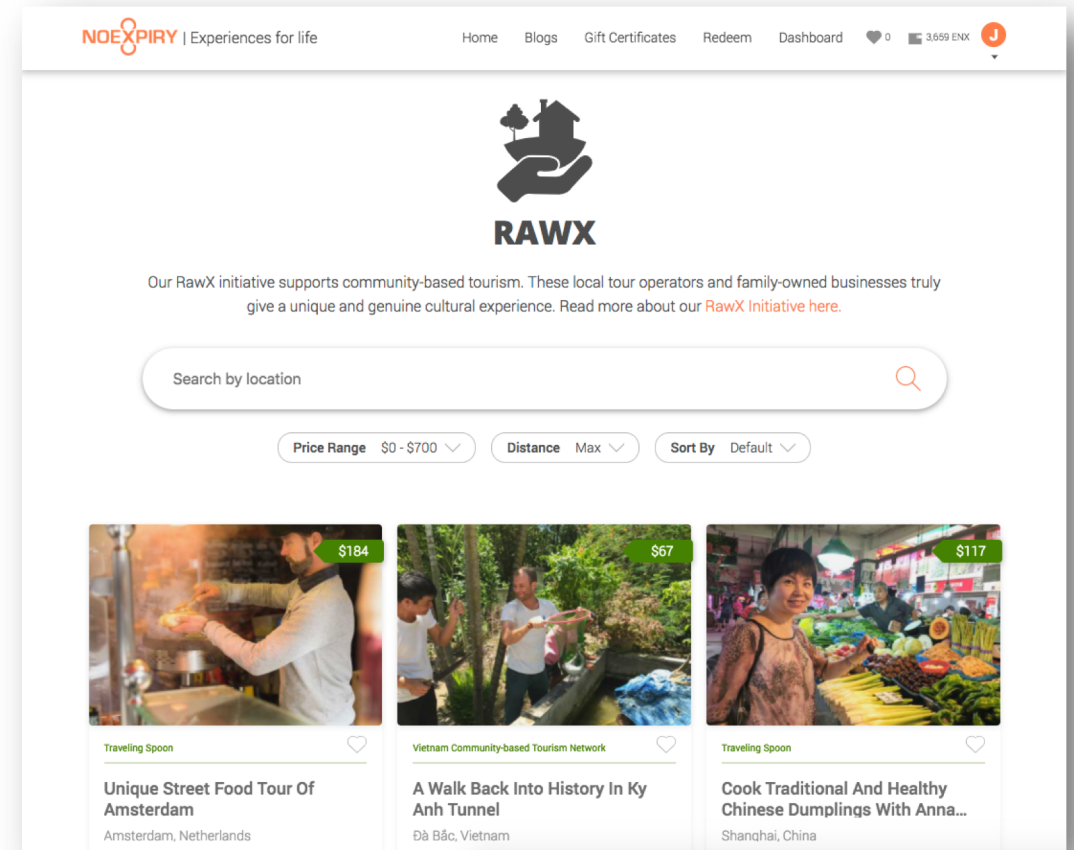 NOEXPIRY | Experiences for life
Home Blogs Gift Certificates Redeem Dashboard 0 3,659 ENX J
RAWX
Our RawX initiative supports community-based tourism. These local tour operators and family-owned businesses truly
give a unique and genuine cultural experience. Read more about our RawX Initiative here.
Search by location
Price Range $0 - $700 Distance Max Sort By Default
$184 $67 $117
Traveling Spoon
Unique Street Food Tour Of
Amsterdam
Amsterdam, Netherlands
Vietnam Community-based Tourism Network
A Walk Back Into History In Ky
Anh Tunnel
Đà Bắc, Vietnam
Traveling Spoon
Cook Traditional And Healthy
Chinese Dumplings With Anna...
Shanghai, China